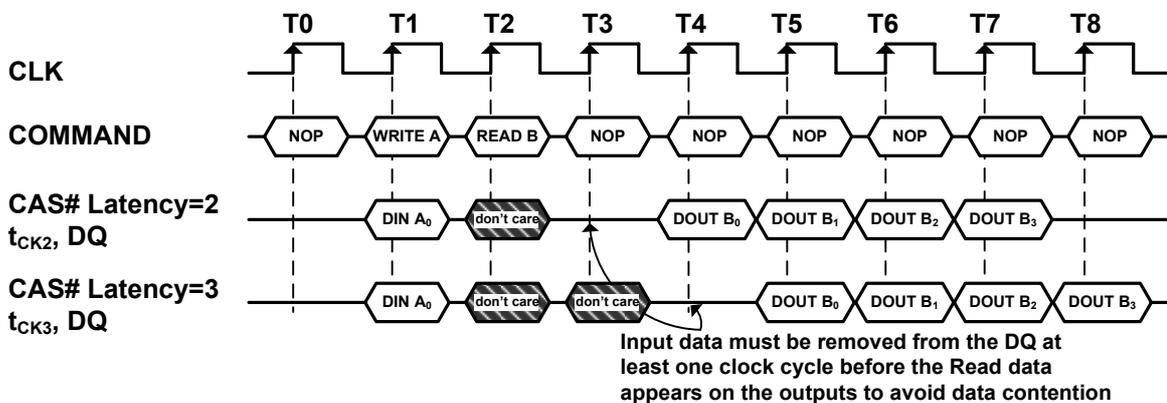 T0 T1 T2 T3 T4 T5 T6 T7 T8
CLK
COMMAND NOP WRITE A READ B NOP NOP NOP NOP NOP NOP
CAS# Latency=2
tCK2, DQ DIN A0 don't care DOUT B0 DOUT B1 DOUT B2 DOUT B3
CAS# Latency=3
tCK3, DQ DIN A0 don't care don't care DOUT B0 DOUT B1 DOUT B2 DOUT B3
Input data must be removed from the DQ at
least one clock cycle before the Read data
appears on the outputs to avoid data contention